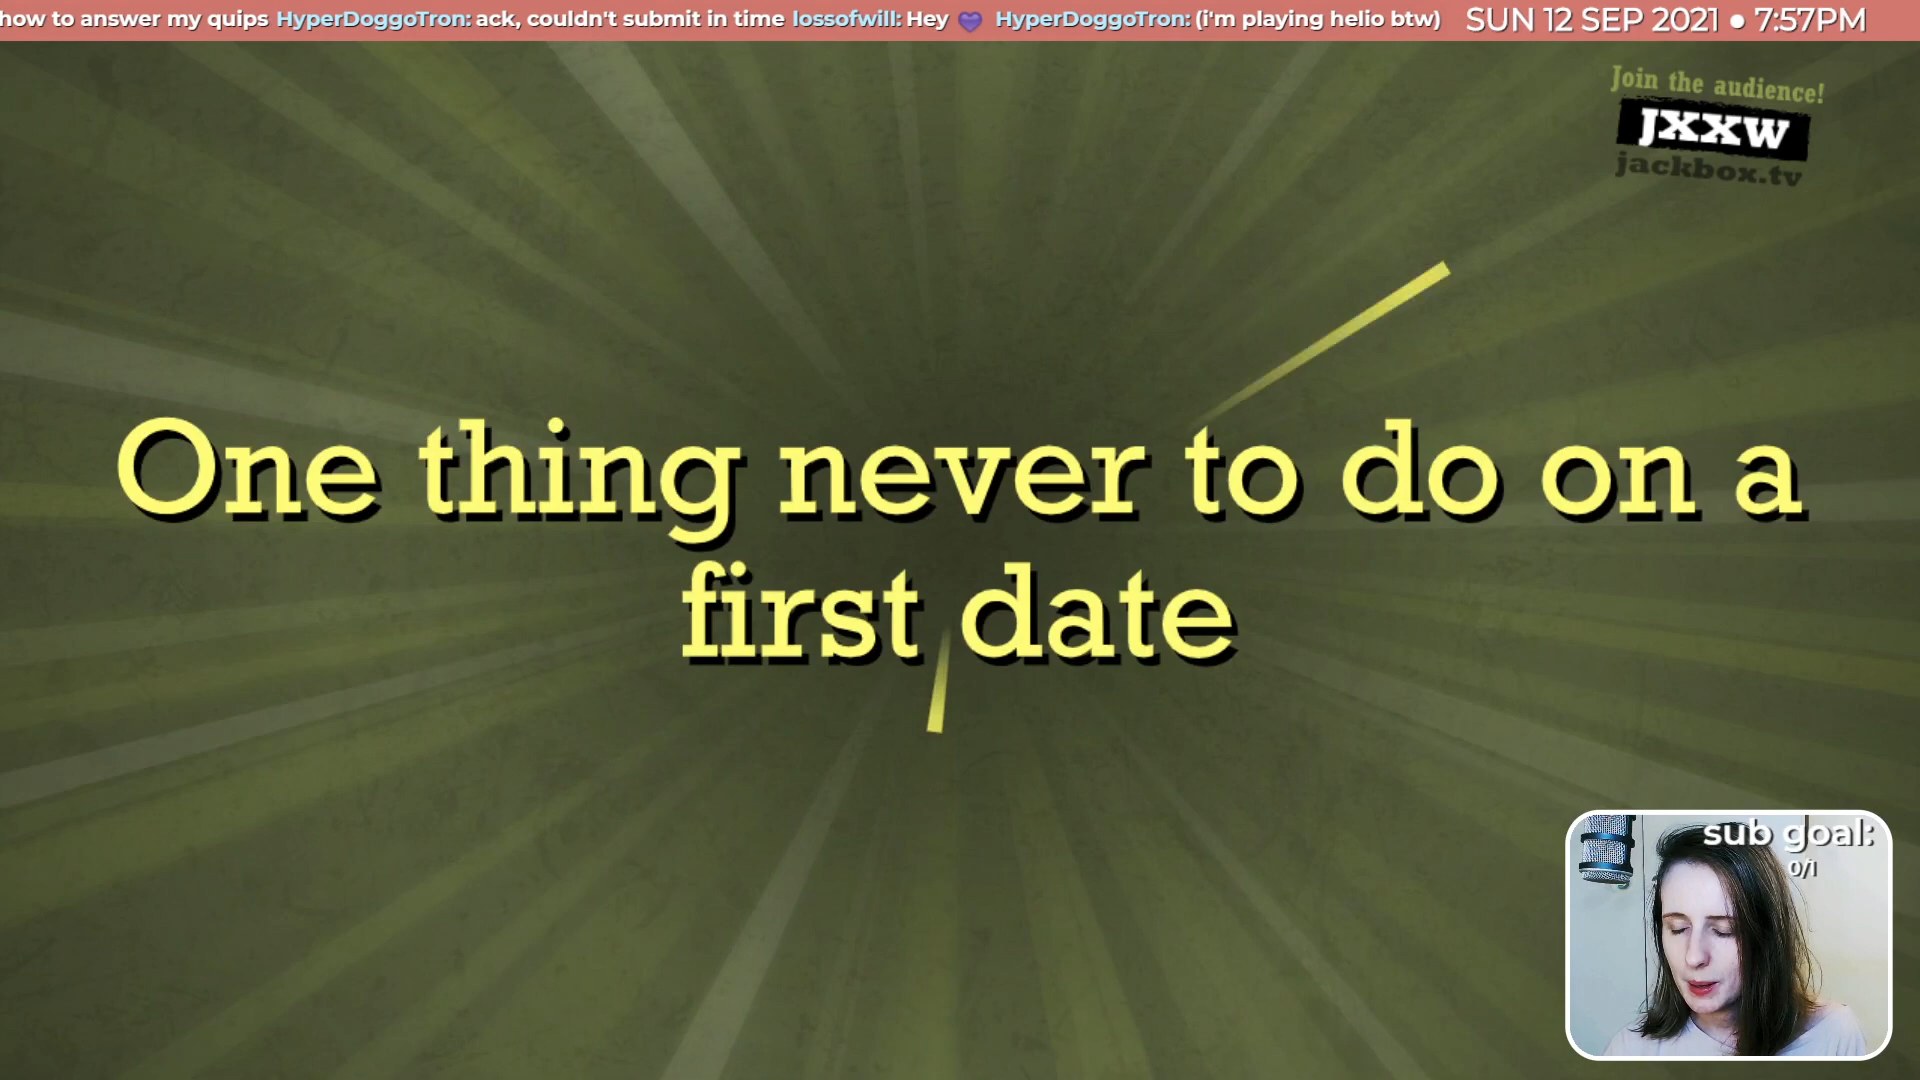 how to answer my quips HyperDoggoTron: ack, couldn't submit in time lossofwill: Hey 💜 HyperDoggoTron: (i'm playing helio btw) SUN 12 SEP 2021 ● 7:57PM
Join the audience!
JXXW
jackbox.tv
One thing never to do on a
first date
sub goal:
0/1